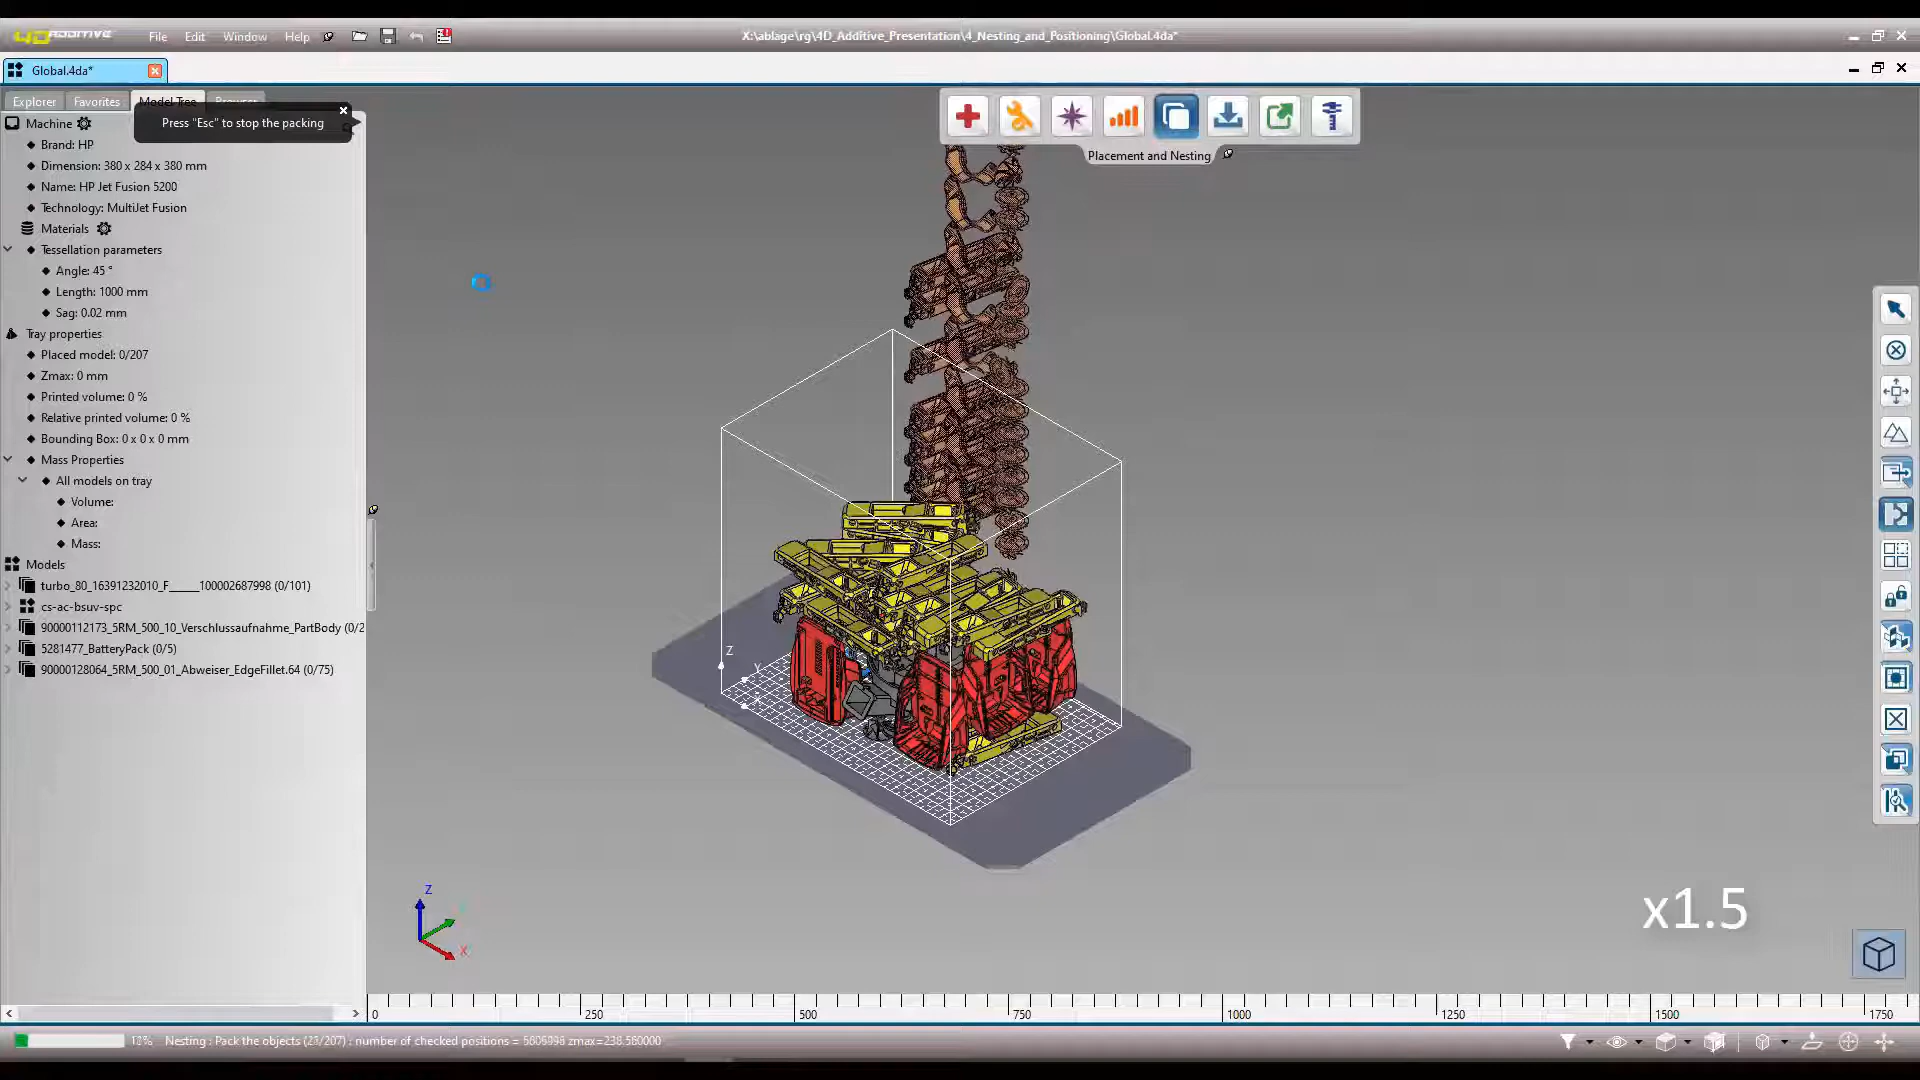 4D ADDITIVE
File Edit Window Help
X:\ablage\rg\4D_Additive_Presentation\4_Nesting_and_Positioning\Global.4da*
Global.4da*
Explorer Favorites Model Tree Browser
Press "Esc" to stop the packing
Machine
Brand: HP
Dimension: 380 x 284 x 380 mm
Name: HP Jet Fusion 5200
Technology: MultiJet Fusion
Materials
Tessellation parameters
Angle: 45 °
Length: 1000 mm
Sag: 0.02 mm
Tray properties
Placed model: 0/207
Zmax: 0 mm
Printed volume: 0 %
Relative printed volume: 0 %
Bounding Box: 0 x 0 x 0 mm
Mass Properties
All models on tray
Volume:
Area:
Mass:
Models
turbo_80_16391232010_F_____100002687998 (0/101)
cs-ac-bsuv-spc
90000112173_5RM_500_10_Verschlussaufnahme_PartBody (0/2
5281477_BatteryPack (0/5)
90000128064_5RM_500_01_Abweiser_EdgeFillet.64 (0/75)
Placement and Nesting
Z
Y
Z
X
x1.5
0 250 500 750 1000 1250 1500 1750
Nesting : Pack the objects
number of checked positions =
zmax=238.560000